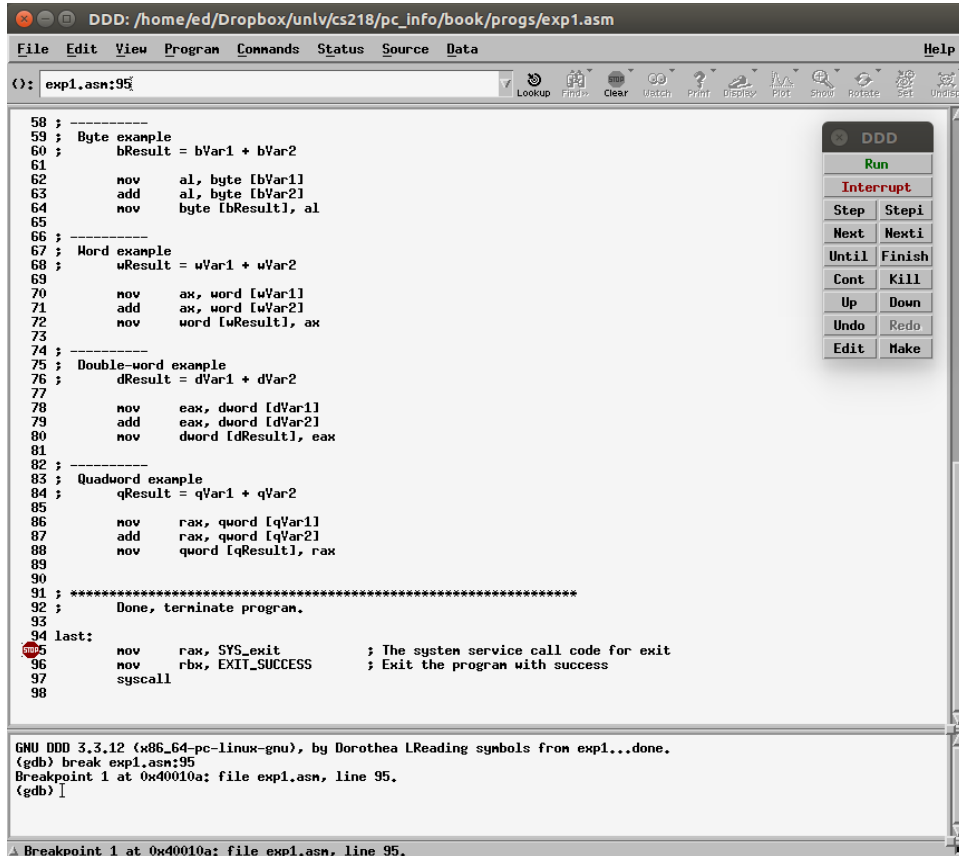 DDD: /home/ed/Dropbox/unlv/cs218/pc_info/book/progs/exp1.asm
File Edit View Program Commands Status Source Data Help
(): exp1.asm:95
Lookup Find>> Clear Watch Print Display Plot Show Rotate Set Undisp
58 ; ----------
59 ; Byte example
60 ; bResult = bVar1 + bVar2
61
62 mov al, byte [bVar1]
63 add al, byte [bVar2]
64 mov byte [bResult], al
65
66 ; ----------
67 ; Word example
68 ; wResult = wVar1 + wVar2
69
70 mov ax, word [wVar1]
71 add ax, word [wVar2]
72 mov word [wResult], ax
73
74 ; ----------
75 ; Double-word example
76 ; dResult = dVar1 + dVar2
77
78 mov eax, dword [dVar1]
79 add eax, dword [dVar2]
80 mov dword [dResult], eax
81
82 ; ----------
83 ; Quadword example
84 ; qResult = qVar1 + qVar2
85
86 mov rax, qword [qVar1]
87 add rax, qword [qVar2]
88 mov qword [qResult], rax
89
90
91 ; *****************************************************************
92 ; Done, terminate program.
93
94 last:
STOP 5 mov rax, SYS_exit ; The system service call code for exit
96 mov rbx, EXIT_SUCCESS ; Exit the program with success
97 syscall
98
DDD
Run
Interrupt
Step Stepi
Next Nexti
Until Finish
Cont Kill
Up Down
Undo Redo
Edit Make
GNU DDD 3.3.12 (x86_64-pc-linux-gnu), by Dorothea LReading symbols from exp1...done.
(gdb) break exp1.asm:95
Breakpoint 1 at 0x40010a: file exp1.asm, line 95.
(gdb)
Breakpoint 1 at 0x40010a: file exp1.asm, line 95.